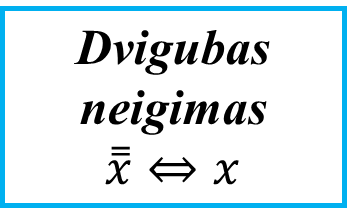 Dvigubas
neigimas
x̿ ⇔ x